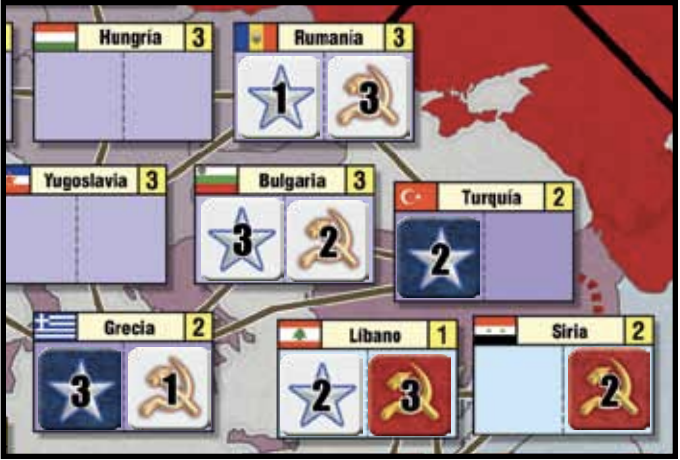 Hungría 3
Rumanía 3
1 3
Yugoslavia 3
Bulgaria 3
3 2
Turquía 2
2
Grecia 2
3 1
Líbano 1
2 3
Siria 2
2